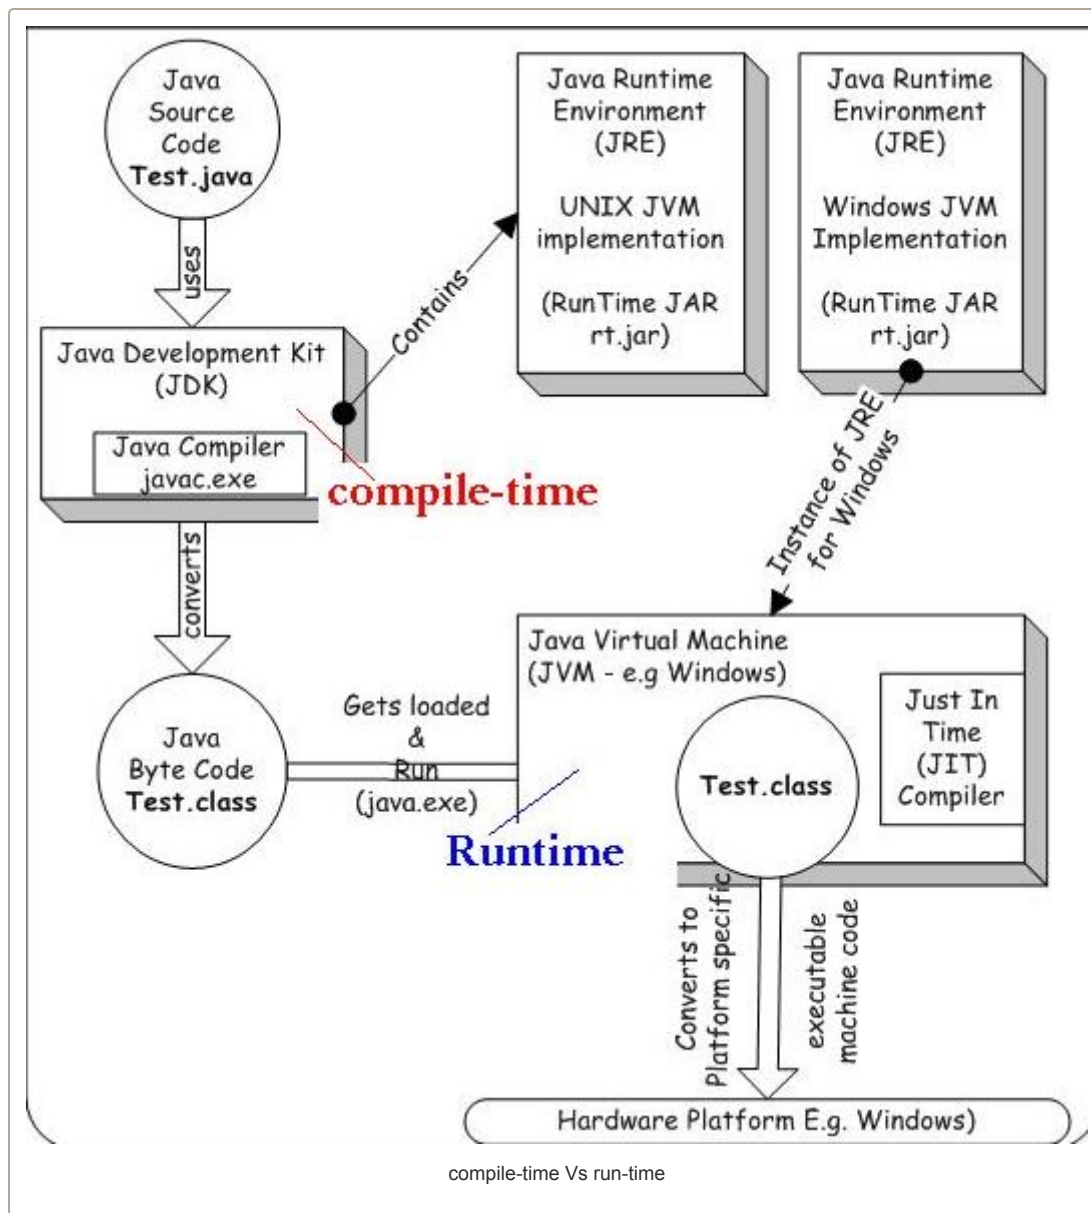 Java
Source
Code
Test.java
uses
Java Development Kit
(JDK)
Java Compiler
javac.exe
compile-time
Contains
Java Runtime
Environment
(JRE)
UNIX JVM
implementation
(RunTime JAR
rt.jar)
Java Runtime
Environment
(JRE)
Windows JVM
Implementation
(RunTime JAR
rt.jar)
Instance of JRE
for Windows
converts
Java
Byte Code
Test.class
Gets loaded
&
Run
(java.exe)
Runtime
Java Virtual Machine
(JVM - e.g Windows)
Test.class
Just In
Time
(JIT)
Compiler
Converts to
Platform specific
executable
machine code
Hardware Platform E.g. Windows)
compile-time Vs run-time